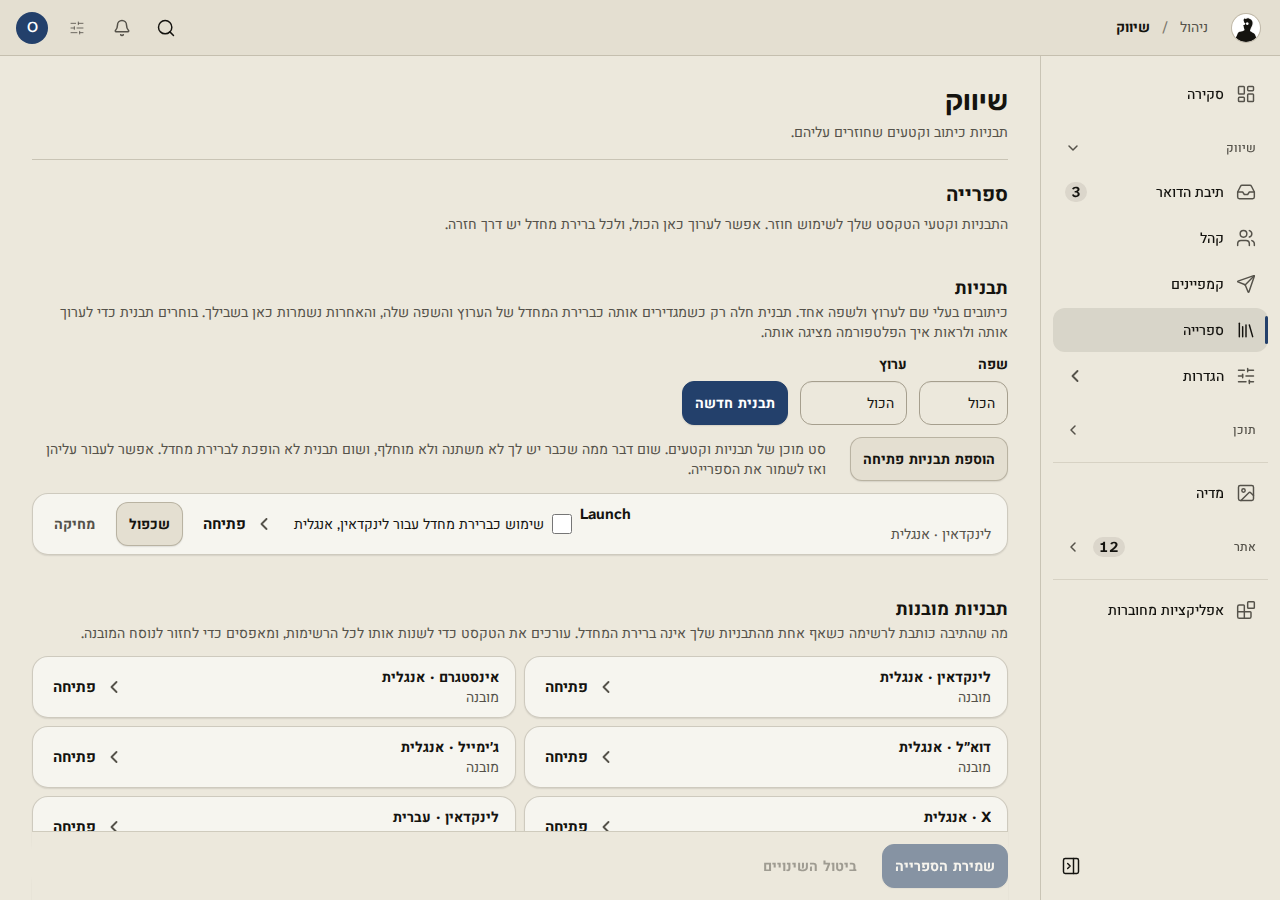 ניהול / שיווק
O
סקירה
שיווק
תיבת הדואר 3
קהל
קמפיינים
ספרייה
הגדרות
תוכן
מדיה
אתר 12
אפליקציות מחוברות
שיווק
תבניות כיתוב וקטעים שחוזרים עליהם.
ספרייה
התבניות וקטעי הטקסט שלך לשימוש חוזר. אפשר לערוך כאן הכול, ולכל ברירת מחדל יש דרך חזרה.
תבניות
כיתובים בעלי שם לערוץ ולשפה אחד. תבנית חלה רק כשמגדירים אותה כברירת המחדל של הערוץ והשפה שלה, והאחרות נשמרות כאן בשבילך. בוחרים תבנית כדי לערוך
אותה ולראות איך הפלטפורמה מציגה אותה.
שפה ערוץ
הכול הכול תבנית חדשה
הוספת תבניות פתיחה
סט מוכן של תבניות וקטעים. שום דבר ממה שכבר יש לך לא משתנה ולא מוחלף, ושום תבנית לא הופכת לברירת מחדל. אפשר לעבור עליהן
ואז לשמור את הספרייה.
Launch
לינקדאין · אנגלית
שימוש כברירת מחדל עבור לינקדאין, אנגלית
פתיחה שכפול מחיקה
תבניות מובנות
מה שהתיבה כותבת לרשימה כשאף אחת מהתבניות שלך אינה ברירת המחדל. עורכים את הטקסט כדי לשנות אותו לכל הרשימות, ומאפסים כדי לחזור לנוסח המובנה.
לינקדאין · אנגלית
מובנה
פתיחה
אינסטגרם · אנגלית
מובנה
פתיחה
דוא״ל · אנגלית
מובנה
פתיחה
ג׳ימייל · אנגלית
מובנה
פתיחה
X · אנגלית
פתיחה
לינקדאין · עברית
פתיחה
שמירת הספרייה ביטול השינויים